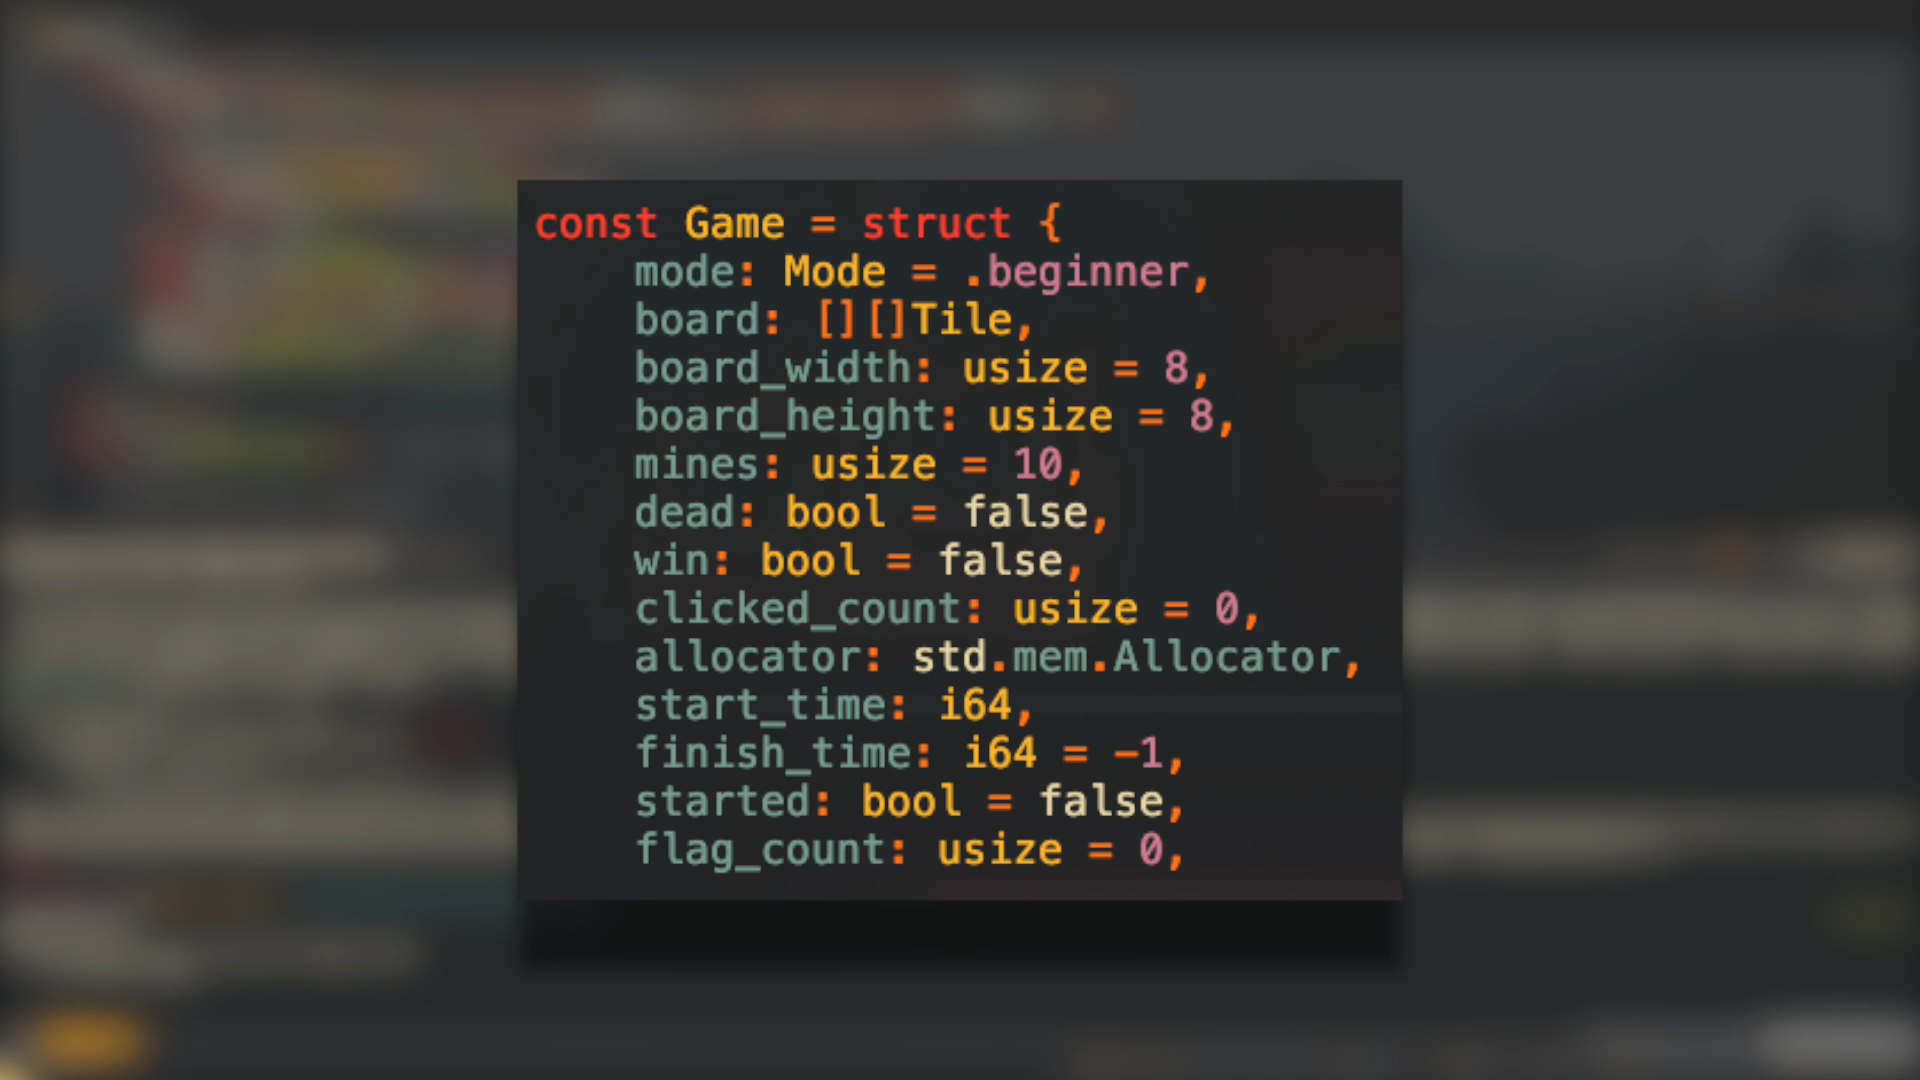 const Game = struct {
    mode: Mode = .beginner,
    board: [][]Tile,
    board_width: usize = 8,
    board_height: usize = 8,
    mines: usize = 10,
    dead: bool = false,
    win: bool = false,
    clicked_count: usize = 0,
    allocator: std.mem.Allocator,
    start_time: i64,
    finish_time: i64 = -1,
    started: bool = false,
    flag_count: usize = 0,